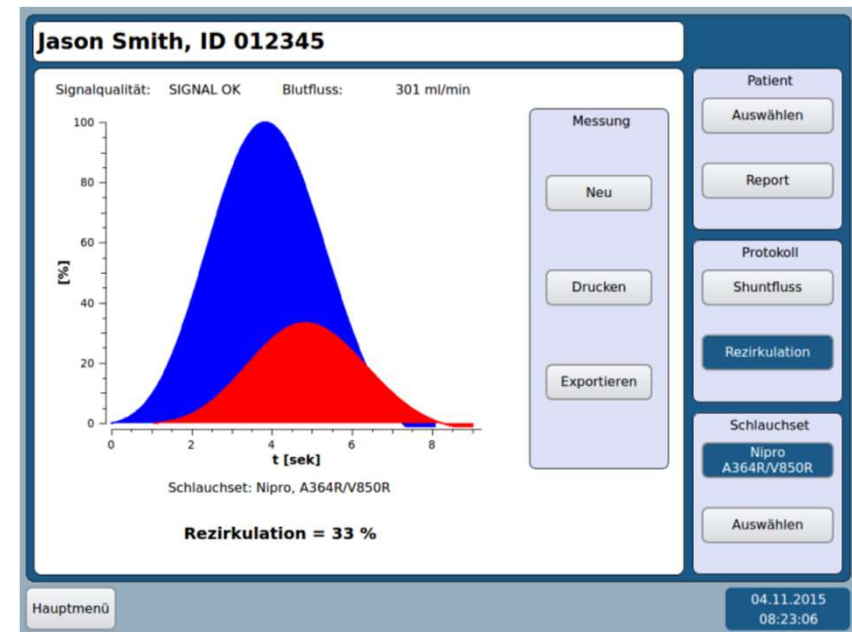 Jason Smith, ID 012345
Signalqualität: SIGNAL OK Blutfluss: 301 ml/min
100
80
60
40
20
0
[%]
0 2 4 6 8
t [sek]
Schlauchset: Nipro, A364R/V850R
Rezirkulation = 33 %
Messung
Neu
Drucken
Exportieren
Patient
Auswählen
Report
Protokoll
Shuntfluss
Rezirkulation
Schlauchset
Nipro
A364R/V850R
Auswählen
Hauptmenü
04.11.2015
08:23:06